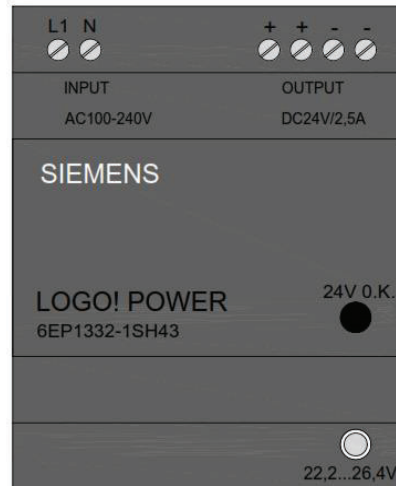 L1 N + + - -
INPUT OUTPUT
AC100-240V DC24V/2,5A
SIEMENS
24V O.K.
LOGO! POWER
6EP1332-1SH43
22,2...26,4V